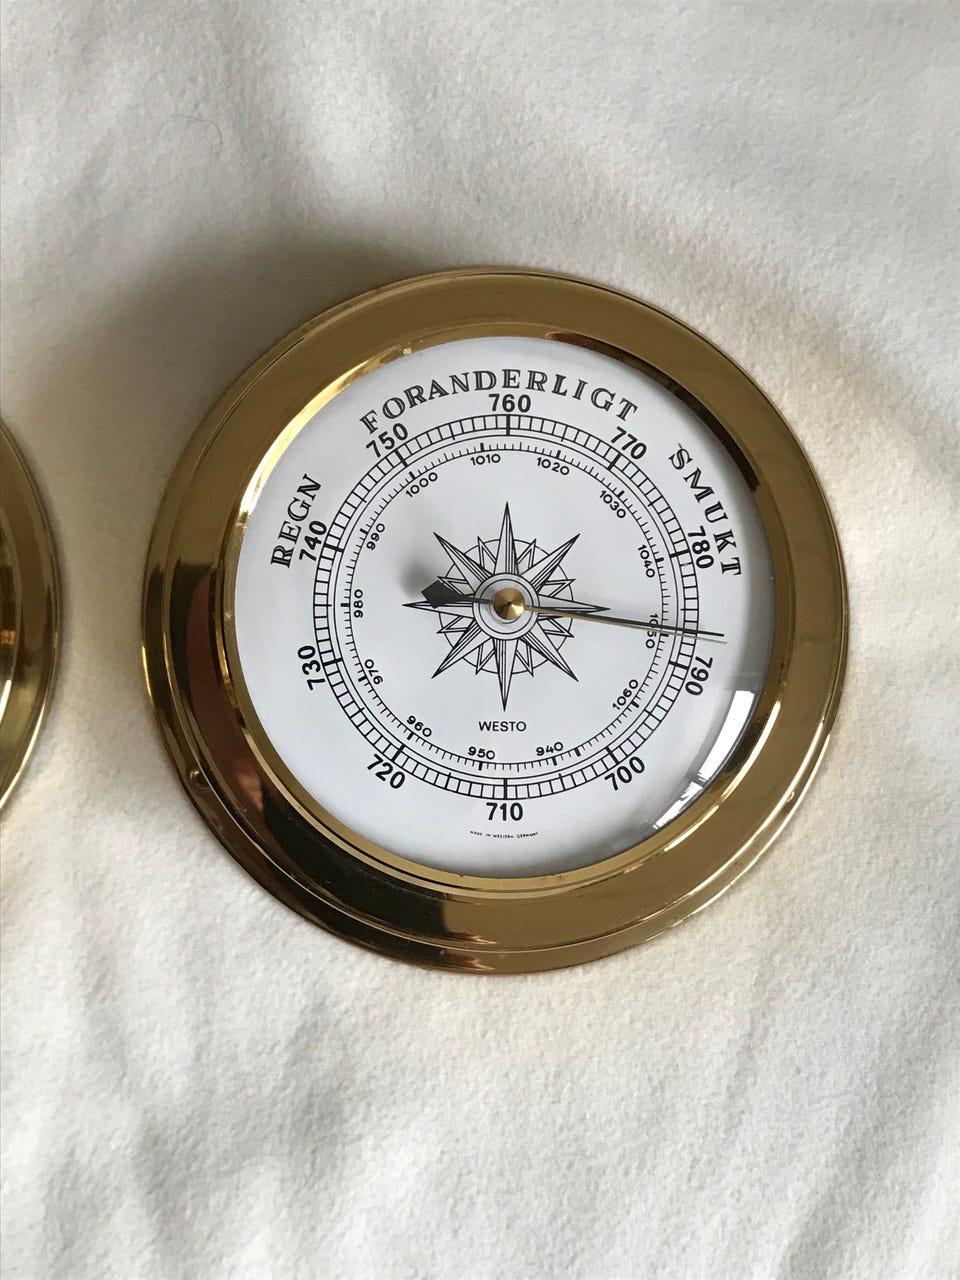 FORANDERLIGT
REGN
SMUKT
710 720 730 740 750 760 770 780 790 700
940 950 960 970 980 990 1000 1010 1020 1030 1040 1050 1060
WESTO
MADE IN WESTERN GERMANY